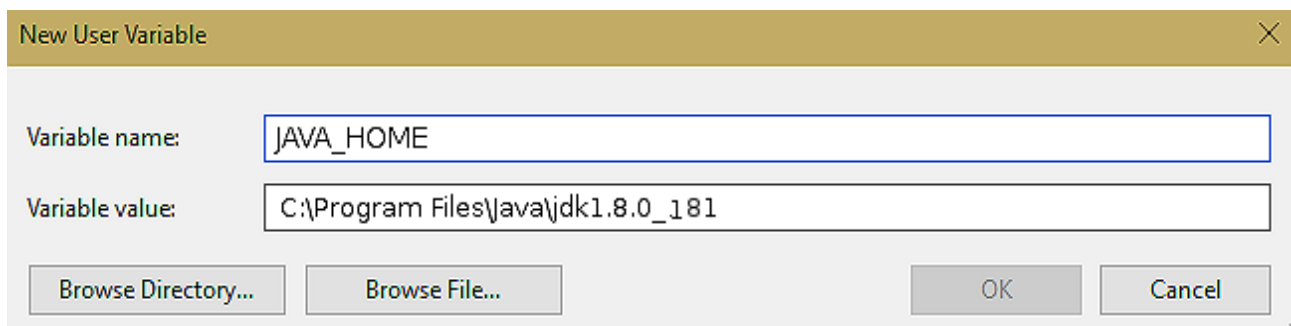 New User Variable
Variable name: JAVA_HOME
Variable value: C:\Program Files\Java\jdk1.8.0_181
Browse Directory... Browse File... OK Cancel